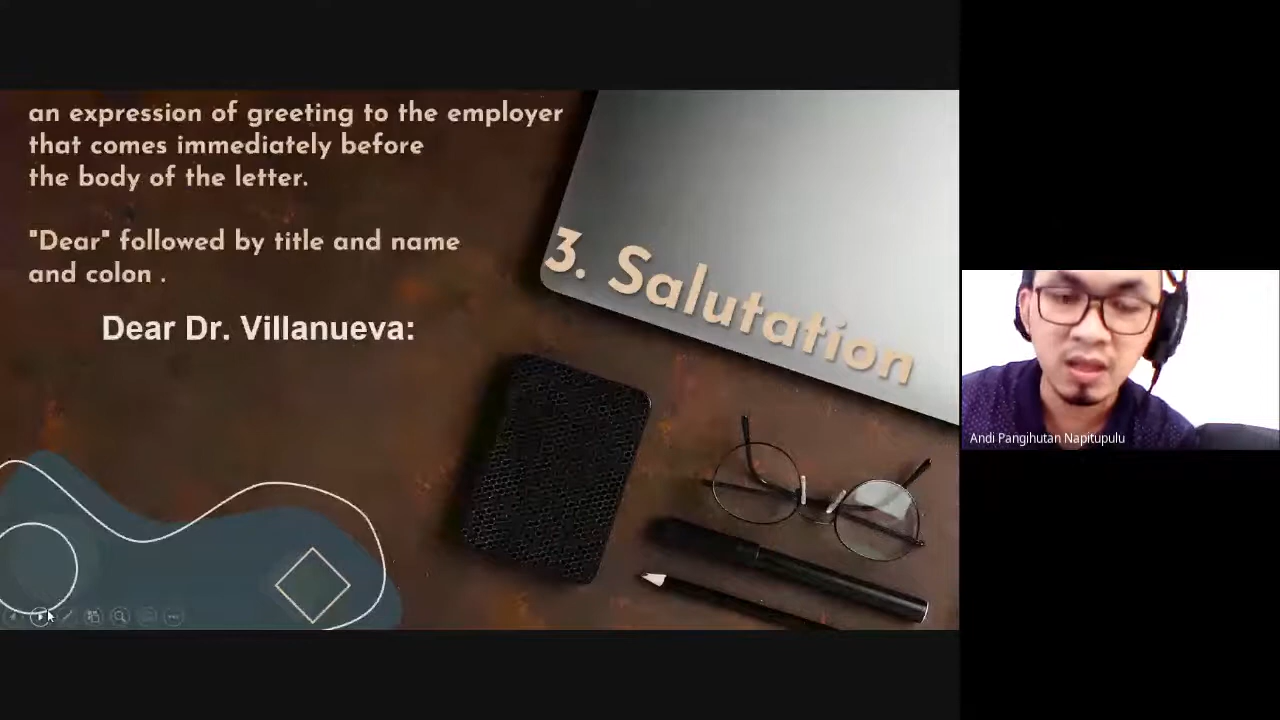 an expression of greeting to the employer
that comes immediately before
the body of the letter.
"Dear" followed by title and name
and colon .
Dear Dr. Villanueva:
3. Salutation
Andi Pangihutan Napitupulu